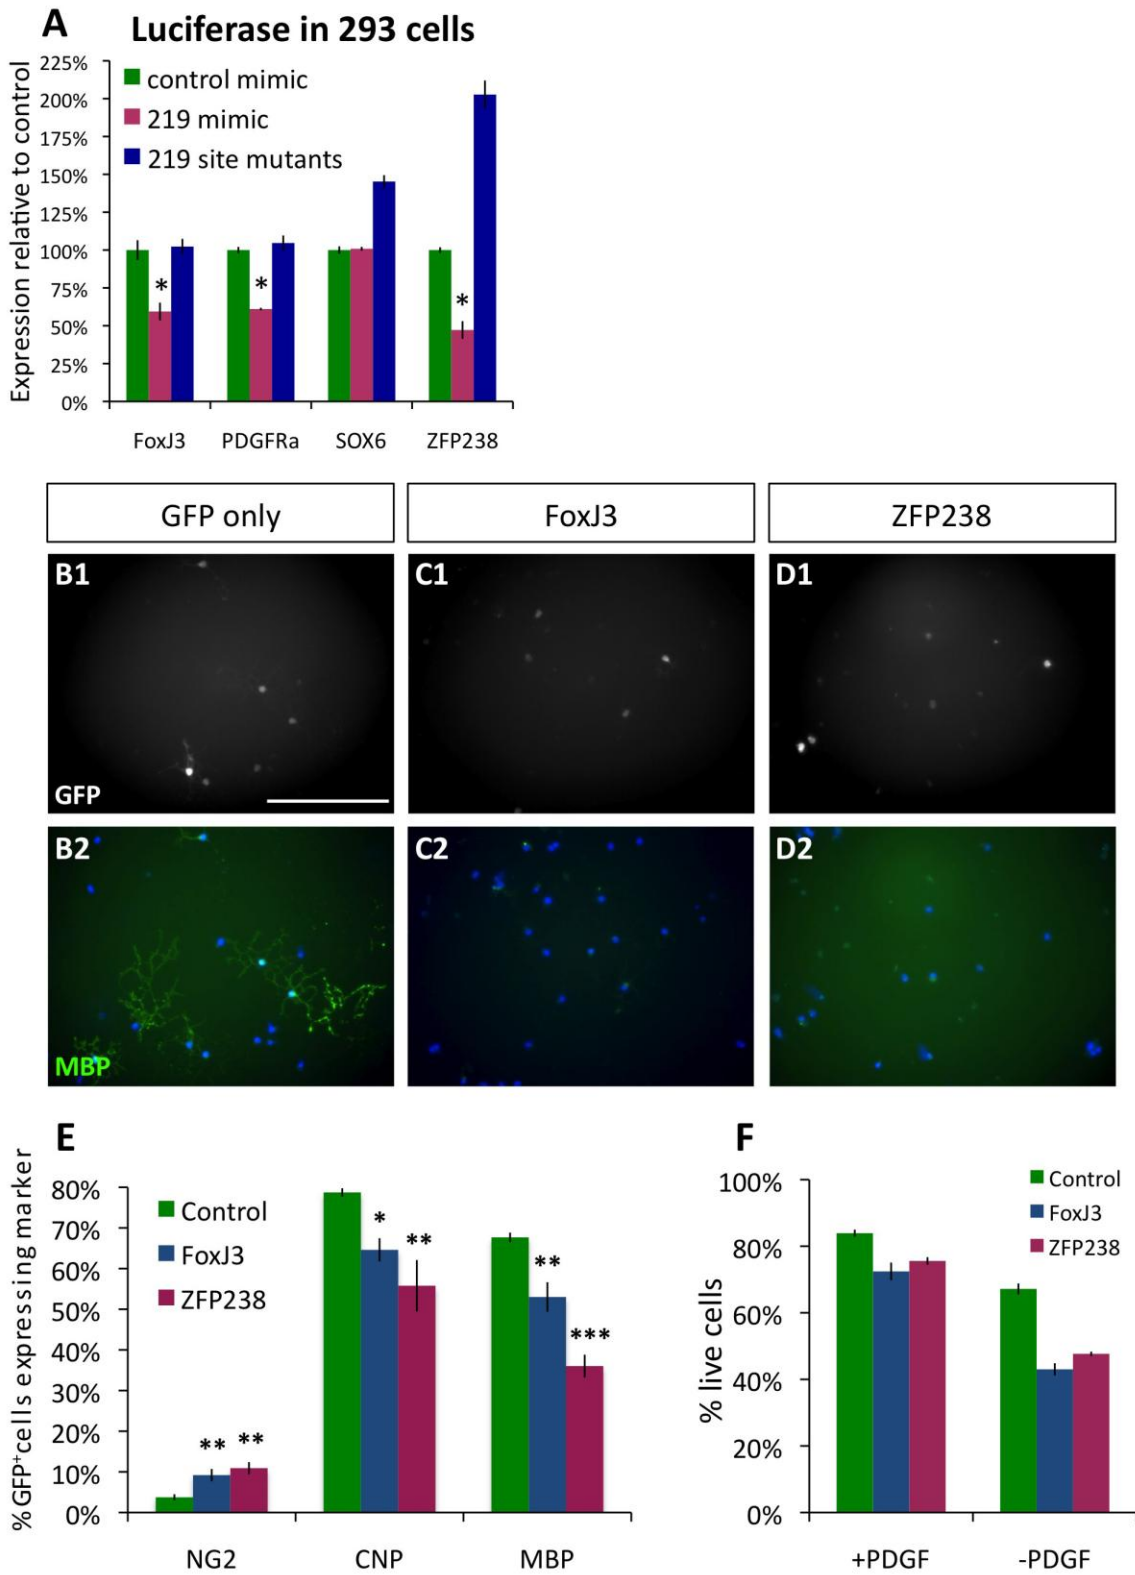 A
Luciferase in 293 cells
Expression relative to control
225%
200%
175%
150%
125%
100%
75%
50%
25%
0%
control mimic
219 mimic
219 site mutants
*
*
*
FoxJ3
PDGFRa
SOX6
ZFP238
GFP only
FoxJ3
ZFP238
B1
GFP
C1
D1
B2
MBP
C2
D2
E
%GFP+cells expressing marker
80%
70%
60%
50%
40%
30%
20%
10%
0%
Control
FoxJ3
ZFP238
**
**
*
**
**
***
NG2
CNP
MBP
F
% live cells
100%
80%
60%
40%
20%
0%
Control
FoxJ3
ZFP238
+PDGF
-PDGF